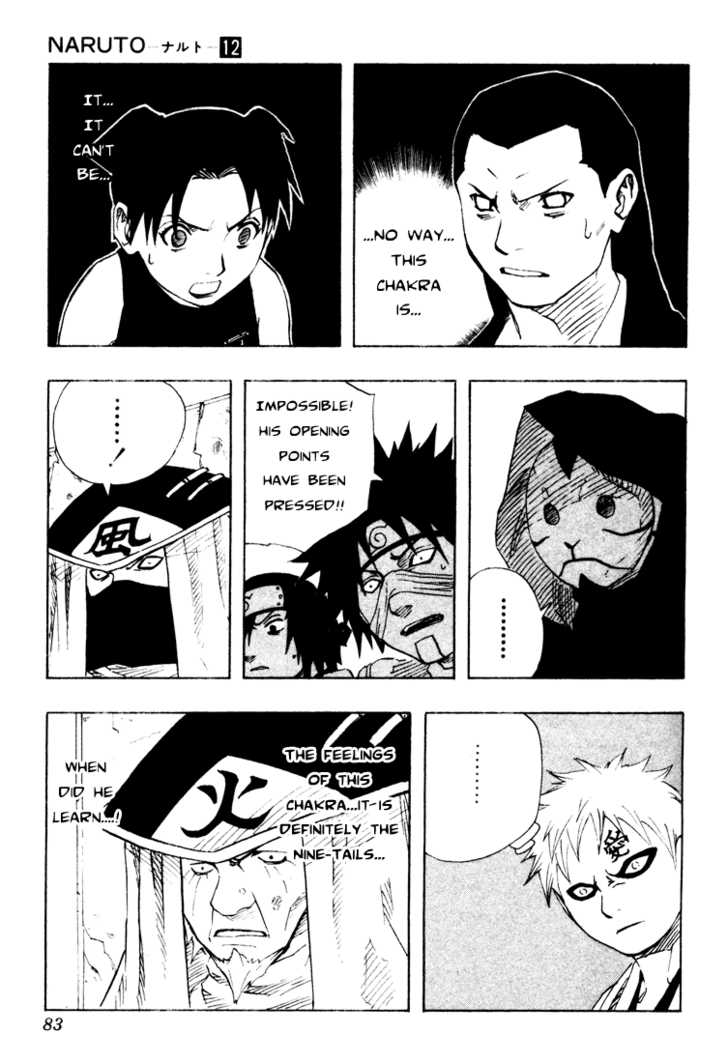 NARUTO ーナルトー 12
...NO WAY...
THIS
CHAKRA
IS...
IT...
IT
CAN'T
BE...
........
IMPOSSIBLE!
HIS OPENING
POINTS
HAVE BEEN
PRESSED!!
......!
風
........
愛
THE FEELINGS
OF THIS
CHAKRA...IT IS
DEFINITELY THE
NINE-TAILS...
火
WHEN
DID HE
LEARN....!
83